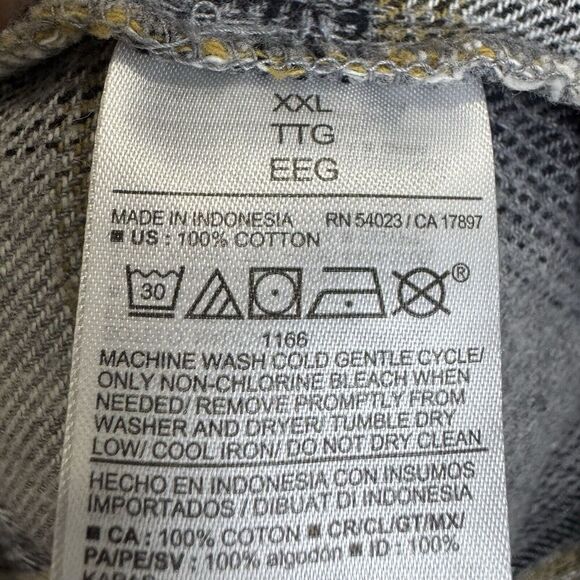 XXL
TTG
EEG
MADE IN INDONESIA RN 54023 / CA 17897
■ US : 100% COTTON
30 ®
1166
MACHINE WASH COLD GENTLE CYCLE/
ONLY NON-CHLORINE BLEACH WHEN
NEEDED/ REMOVE PROMPTLY FROM
WASHER AND DRYER/ TUMBLE DRY
LOW/ COOL IRON/ DO NOT DRY CLEAN
HECHO EN INDONESIA CON INSUMOS
IMPORTADOS / DIBUAT DI INDONESIA
■ CA : 100% COTON ■ CR/CL/GT/MX/
PA/PE/SV : 100% algodón ■ ID : 100%
KAPAS